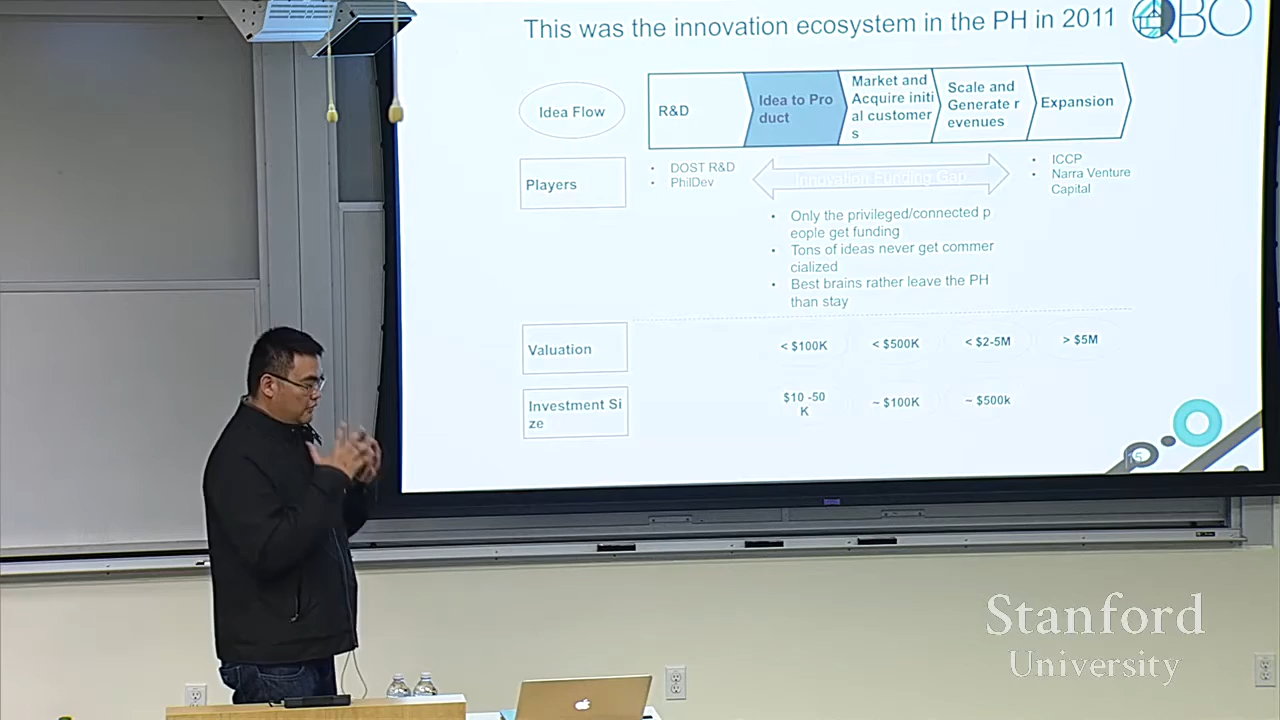 This was the innovation ecosystem in the PH in 2011
QBO
Idea Flow
R&D
Idea to Pro
duct
Market and
Acquire initi
al customer
s
Scale and
Generate r
evenues
Expansion
Players
• DOST R&D
• PhilDev
Innovation Funding Gap
• ICCP
• Narra Venture
Capital
• Only the privileged/connected p
eople get funding
• Tons of ideas never get commer
cialized
• Best brains rather leave the PH
than stay
Valuation
< $100K
< $500K
< $2-5M
> $5M
Investment Si
ze
$10 -50
K
~ $100K
~ $500k
15
Stanford
University